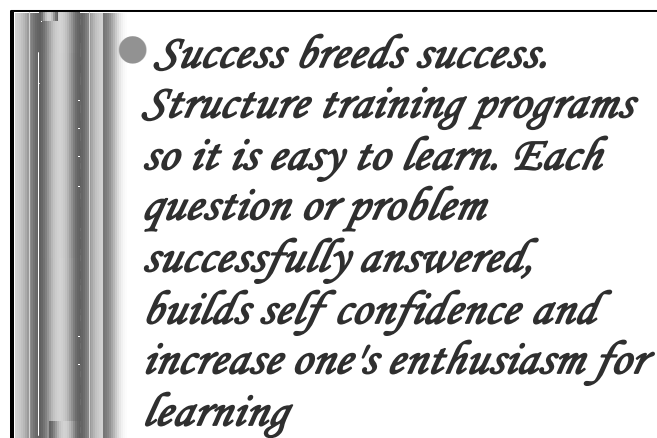 Success breeds success.
Structure training programs
so it is easy to learn. Each
question or problem
successfully answered,
builds self confidence and
increase one's enthusiasm for
learning